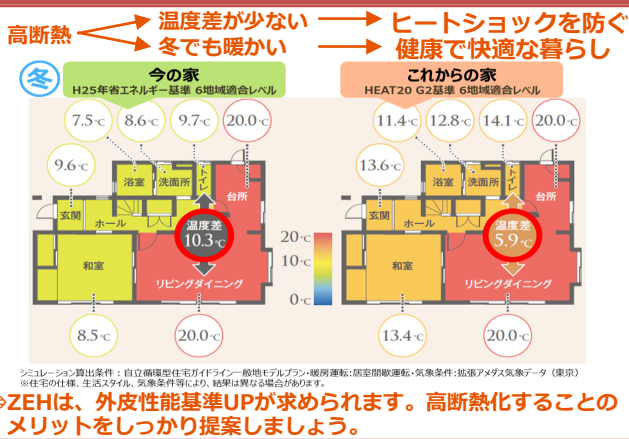 高断熱
温度差が少ない
ヒートショックを防ぐ
冬でも暖かい
健康で快適な暮らし
冬
今の家
H25年省エネルギー基準 6地域適合レベル
これからの家
HEAT20 G2基準 6地域適合レベル
7.5℃
8.6℃
9.7℃
20.0℃
9.6℃
浴室
洗面所
トイレ
台所
玄関
ホール
温度差
10.3℃
和室
リビングダイニング
8.5℃
20.0℃
20℃
10℃
0℃
11.4℃
12.8℃
14.1℃
20.0℃
13.6℃
浴室
洗面所
トイレ
台所
玄関
ホール
温度差
5.9℃
和室
リビングダイニング
13.4℃
20.0℃
シミュレーション算出条件：自立循環型住宅ガイドライン一般地モデルプラン・暖房運転:居室間歇運転・気象条件:拡張アメダス気象データ（東京）
※住宅の仕様、生活スタイル、気象条件等により、結果は異なる場合があります。
⇒ZEHは、外皮性能基準UPが求められます。高断熱化することの
メリットをしっかり提案しましょう。